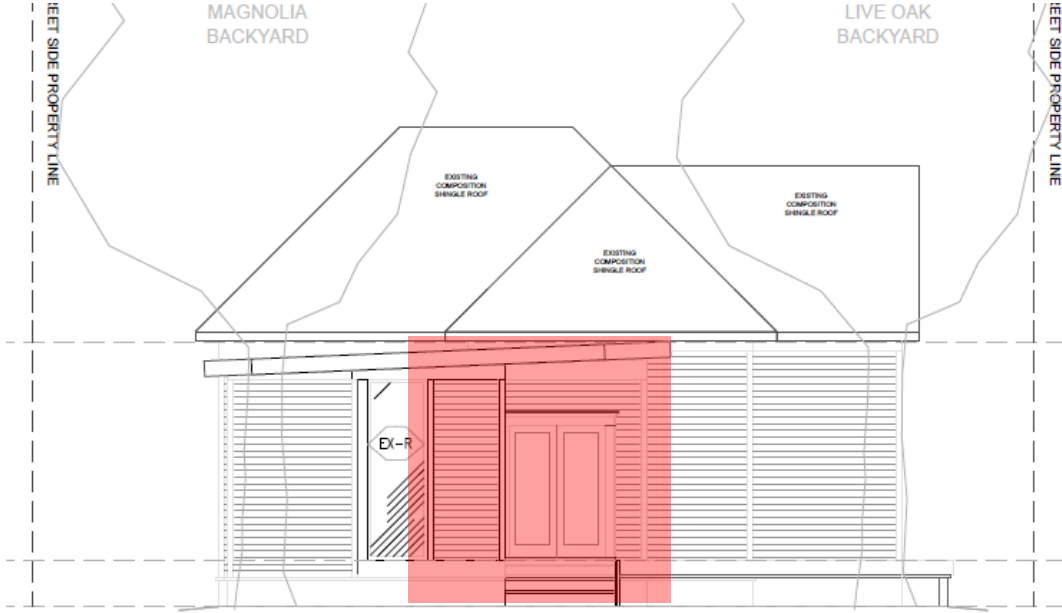 MAGNOLIA
BACKYARD
LIVE OAK
BACKYARD
EET SIDE PROPERTY LINE
EET SIDE PROPERTY LINE
EXISTING
COMPOSITION
SHINGLE ROOF
EXISTING
COMPOSITION
SHINGLE ROOF
EXISTING
COMPOSITION
SHINGLE ROOF
EX-R